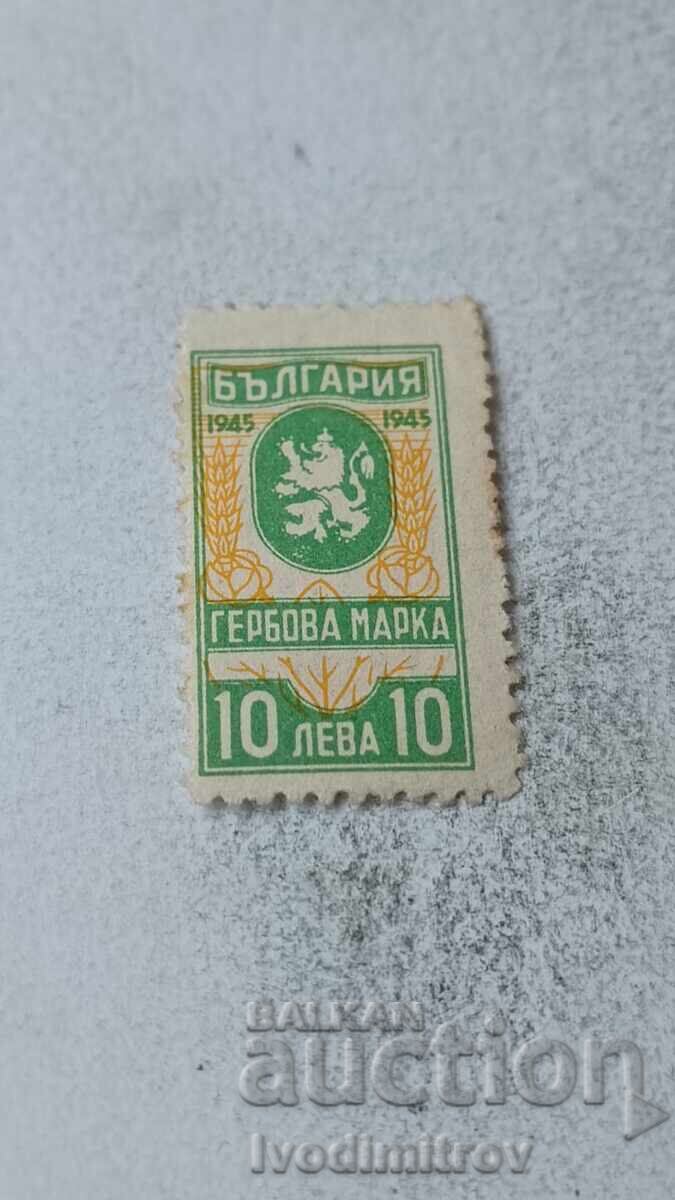 БЪЛГАРИЯ
1945 1945
ГЕРБОВА МАРКА
10 ЛЕВА 10
BALKAN
auction
Ivodimitrov